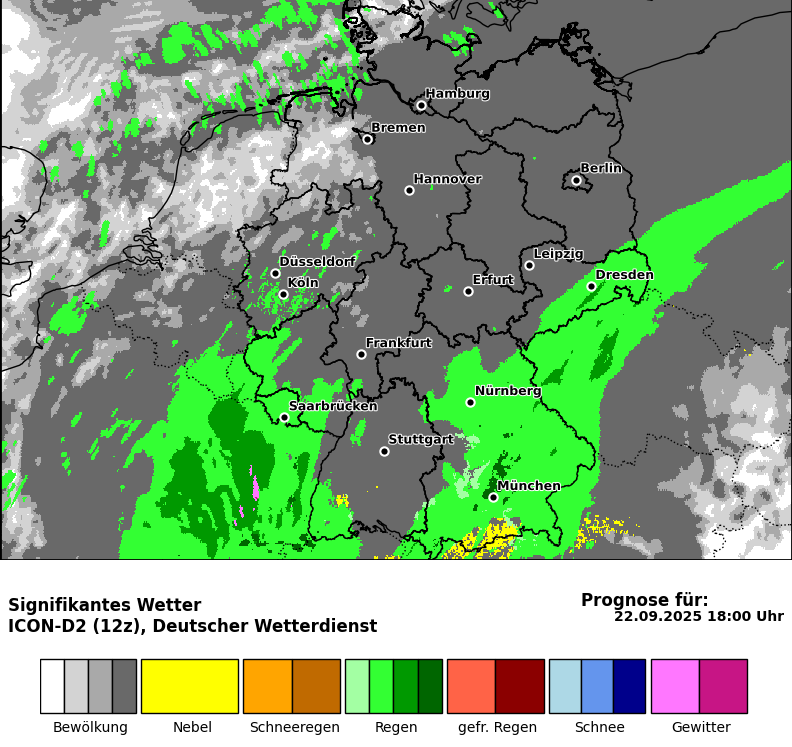 Hamburg
Bremen
Berlin
Hannover
Leipzig
Düsseldorf
Dresden
Köln
Erfurt
Frankfurt
Nürnberg
Saarbrücken
Stuttgart
München
Signifikantes Wetter
ICON-D2 (12z), Deutscher Wetterdienst
Prognose für:
22.09.2025 18:00 Uhr
Bewölkung Nebel Schneeregen Regen gefr. Regen Schnee Gewitter